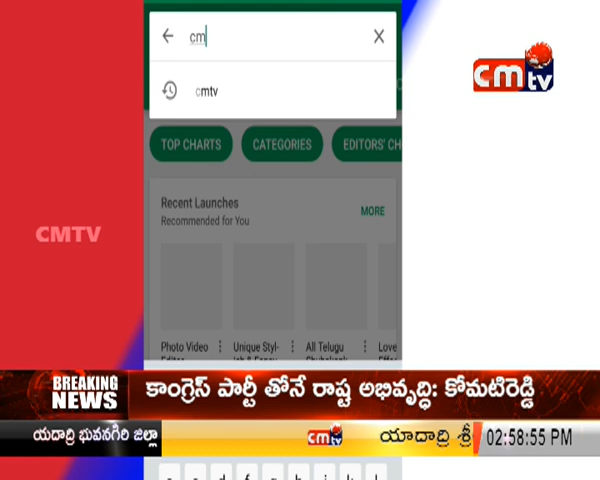 cm
cmtv
cmtv
TOP CHARTS
CATEGORIES
EDITORS' CH
Recent Launches
Recommended for You
MORE
CMTV
Photo Video
Unique Styl-
All Telugu
Love
BREAKING
NEWS
కాంగ్రెస్ పార్టీ తోనే రాష్ట అభివృద్ధి: కోమటిరెడ్డి
యదాద్రి భువనగిరి జిల్లా
cmtv
యాదాద్రి శ్రీ
02:58:55 PM